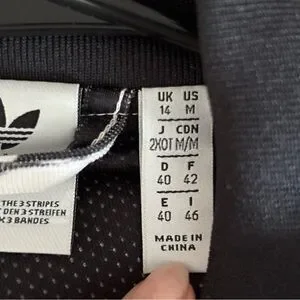 UK US
14 M
J CDN
2XOT M/M
D F
40 42
E I
40 46
MADE IN
CHINA
THE 3 STRIPES
DEN 3 STREIFEN
3 BANDES